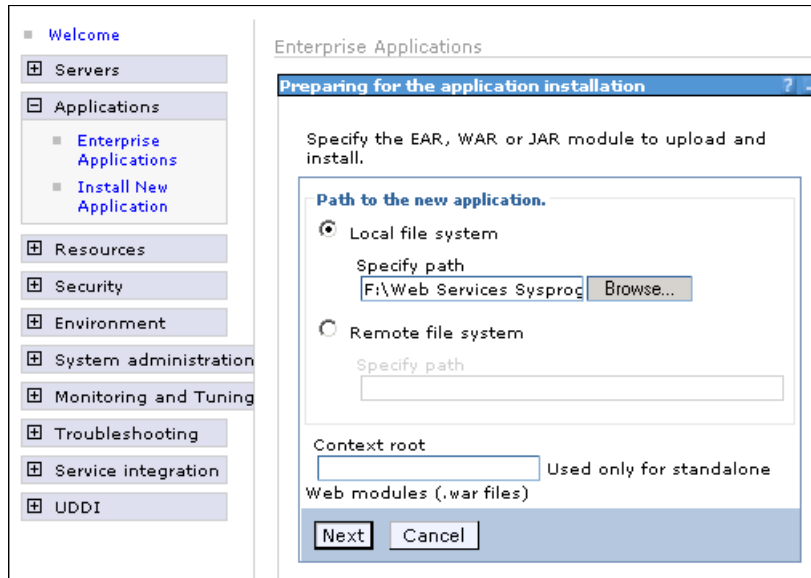 Welcome
Servers
Applications
Enterprise
Applications
Install New
Application
Resources
Security
Environment
System administration
Monitoring and Tuning
Troubleshooting
Service integration
UDDI
Enterprise Applications
Preparing for the application installation ? -
Specify the EAR, WAR or JAR module to upload and
install.
Path to the new application.
Local file system
Specify path
F:\Web Services Sysprog Browse...
Remote file system
Specify path
Context root
Used only for standalone
Web modules (.war files)
Next Cancel